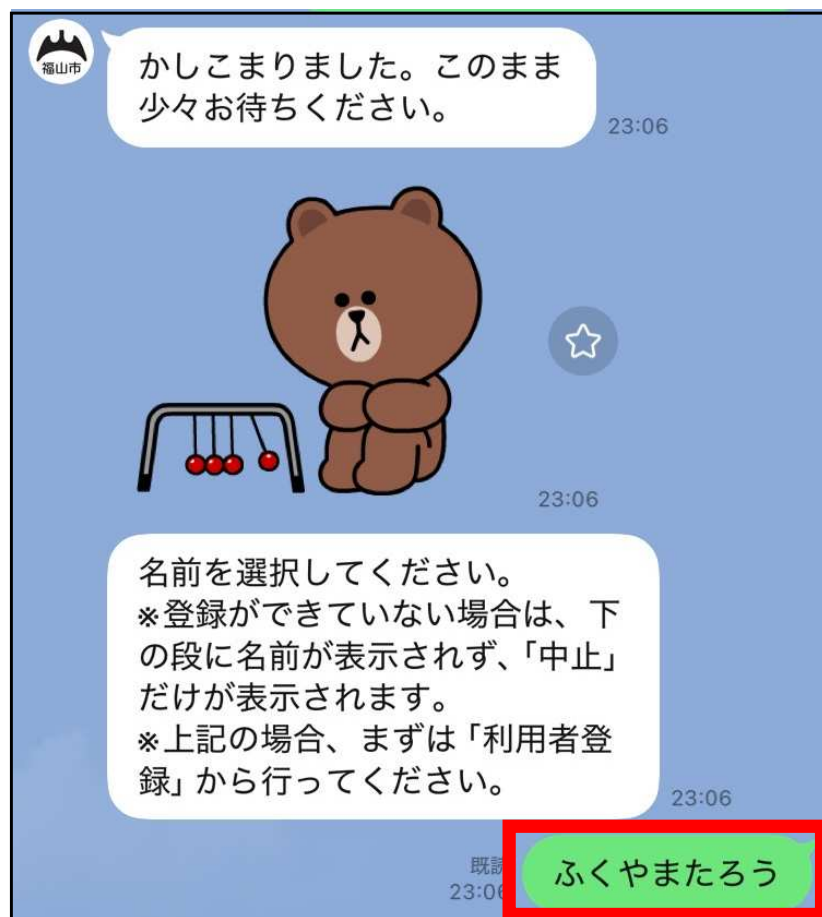 福山市
かしこまりました。このまま
少々お待ちください。
23:06
23:06
名前を選択してください。
※登録ができていない場合は、下
の段に名前が表示されず、「中止」
だけが表示されます。
※上記の場合、まずは「利用者登
録」から行ってください。
23:06
既読
23:06
ふくやまたろう